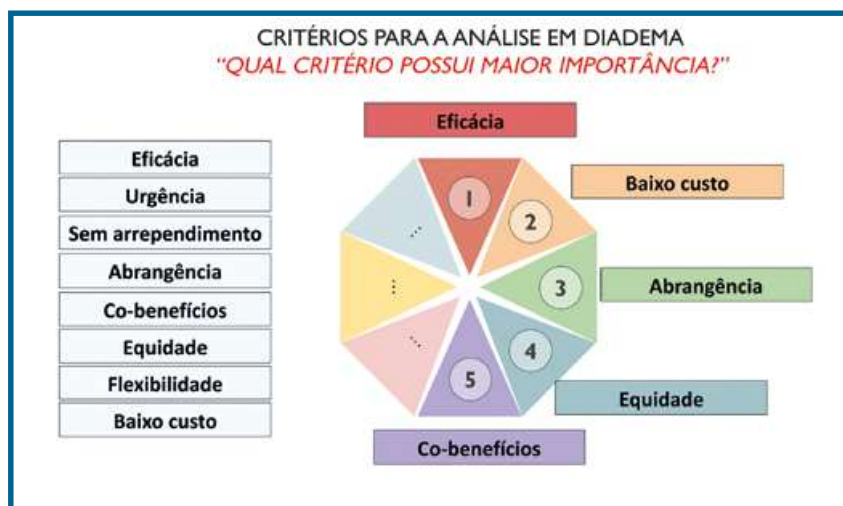 CRITÉRIOS PARA A ANÁLISE EM DIADEMA
“QUAL CRITÉRIO POSSUI MAIOR IMPORTÂNCIA?”
Eficácia
Urgência
Sem arrependimento
Abrangência
Co-benefícios
Equidade
Flexibilidade
Baixo custo
Eficácia
1
Baixo custo
2
Abrangência
3
Equidade
4
Co-benefícios
5
...
...
...